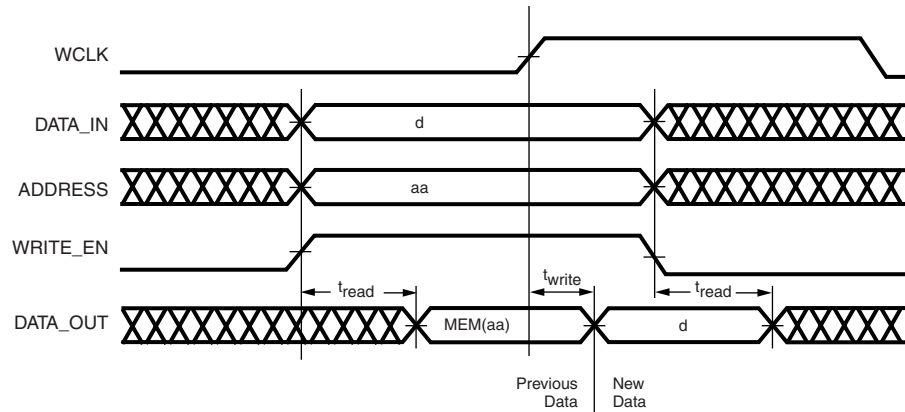 WCLK
DATA_IN
d
ADDRESS
aa
WRITE_EN
tread
twrite
tread
DATA_OUT
MEM(aa)
d
Previous
Data
New
Data